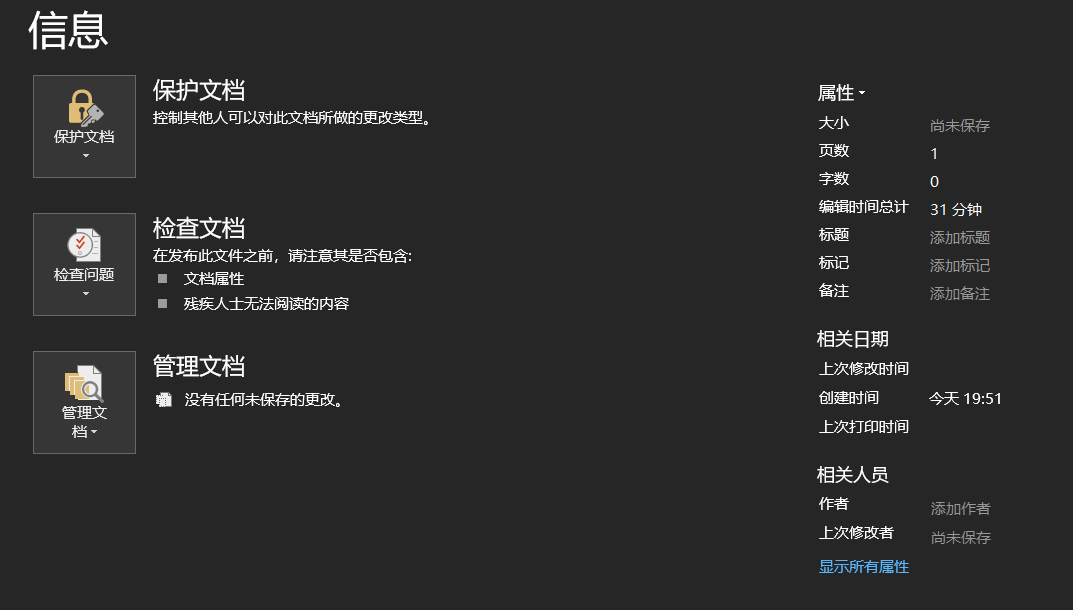 信息
保护文档
保护文档
控制其他人可以对此文档所做的更改类型。
检查问题
检查文档
在发布此文件之前，请注意其是否包含:
文档属性
残疾人士无法阅读的内容
管理文
档
管理文档
没有任何未保存的更改。
属性
大小 尚未保存
页数 1
字数 0
编辑时间总计 31 分钟
标题 添加标题
标记 添加标记
备注 添加备注
相关日期
上次修改时间
创建时间 今天 19:51
上次打印时间
相关人员
作者 添加作者
上次修改者 尚未保存
显示所有属性